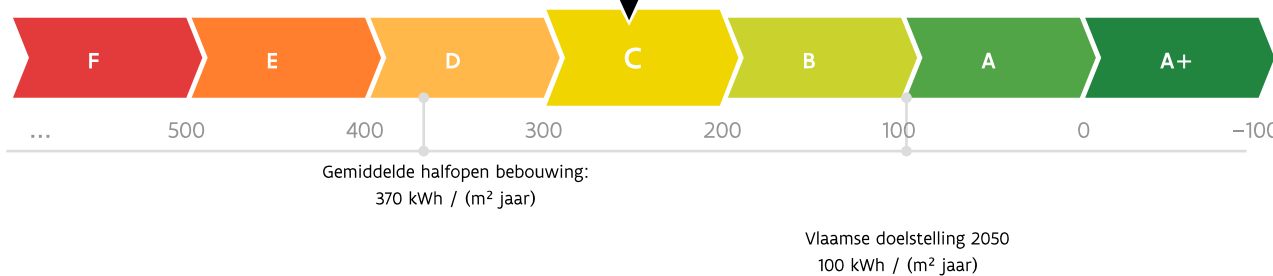 F E D C B A A+
... 500 400 300 200 100 0 −100
Gemiddelde halfopen bebouwing:
370 kWh / (m² jaar)
Vlaamse doelstelling 2050
100 kWh / (m² jaar)